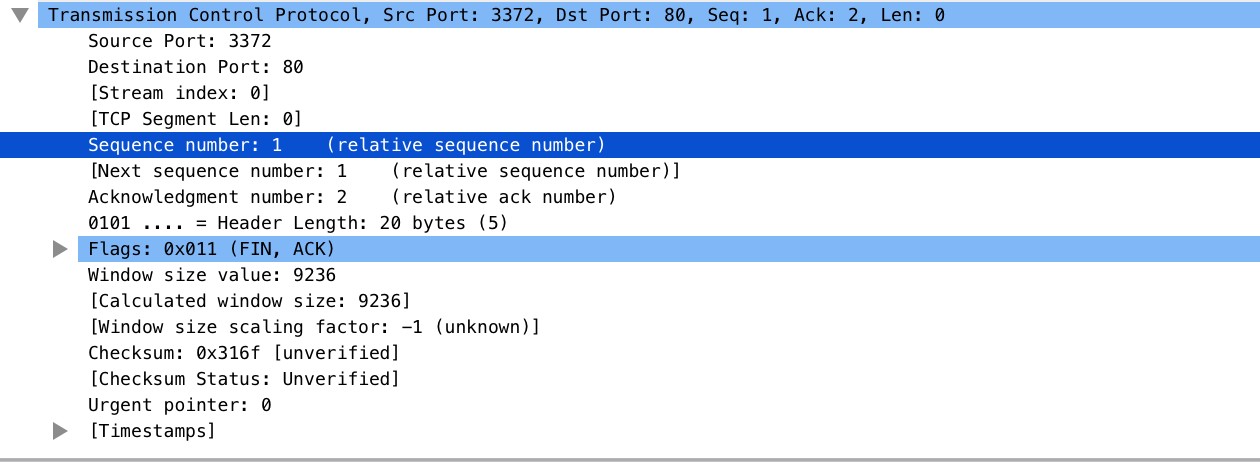 Transmission Control Protocol, Src Port: 3372, Dst Port: 80, Seq: 1, Ack: 2, Len: 0
Source Port: 3372
Destination Port: 80
[Stream index: 0]
[TCP Segment Len: 0]
Sequence number: 1    (relative sequence number)
[Next sequence number: 1    (relative sequence number)]
Acknowledgment number: 2    (relative ack number)
0101 .... = Header Length: 20 bytes (5)
Flags: 0x011 (FIN, ACK)
Window size value: 9236
[Calculated window size: 9236]
[Window size scaling factor: -1 (unknown)]
Checksum: 0x316f [unverified]
[Checksum Status: Unverified]
Urgent pointer: 0
[Timestamps]